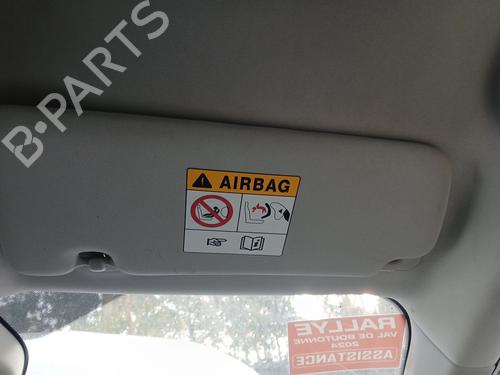 B-PARTS
AIRBAG
RALLYE
VAL DE BOUTONNE
2024
ASSISTANCE